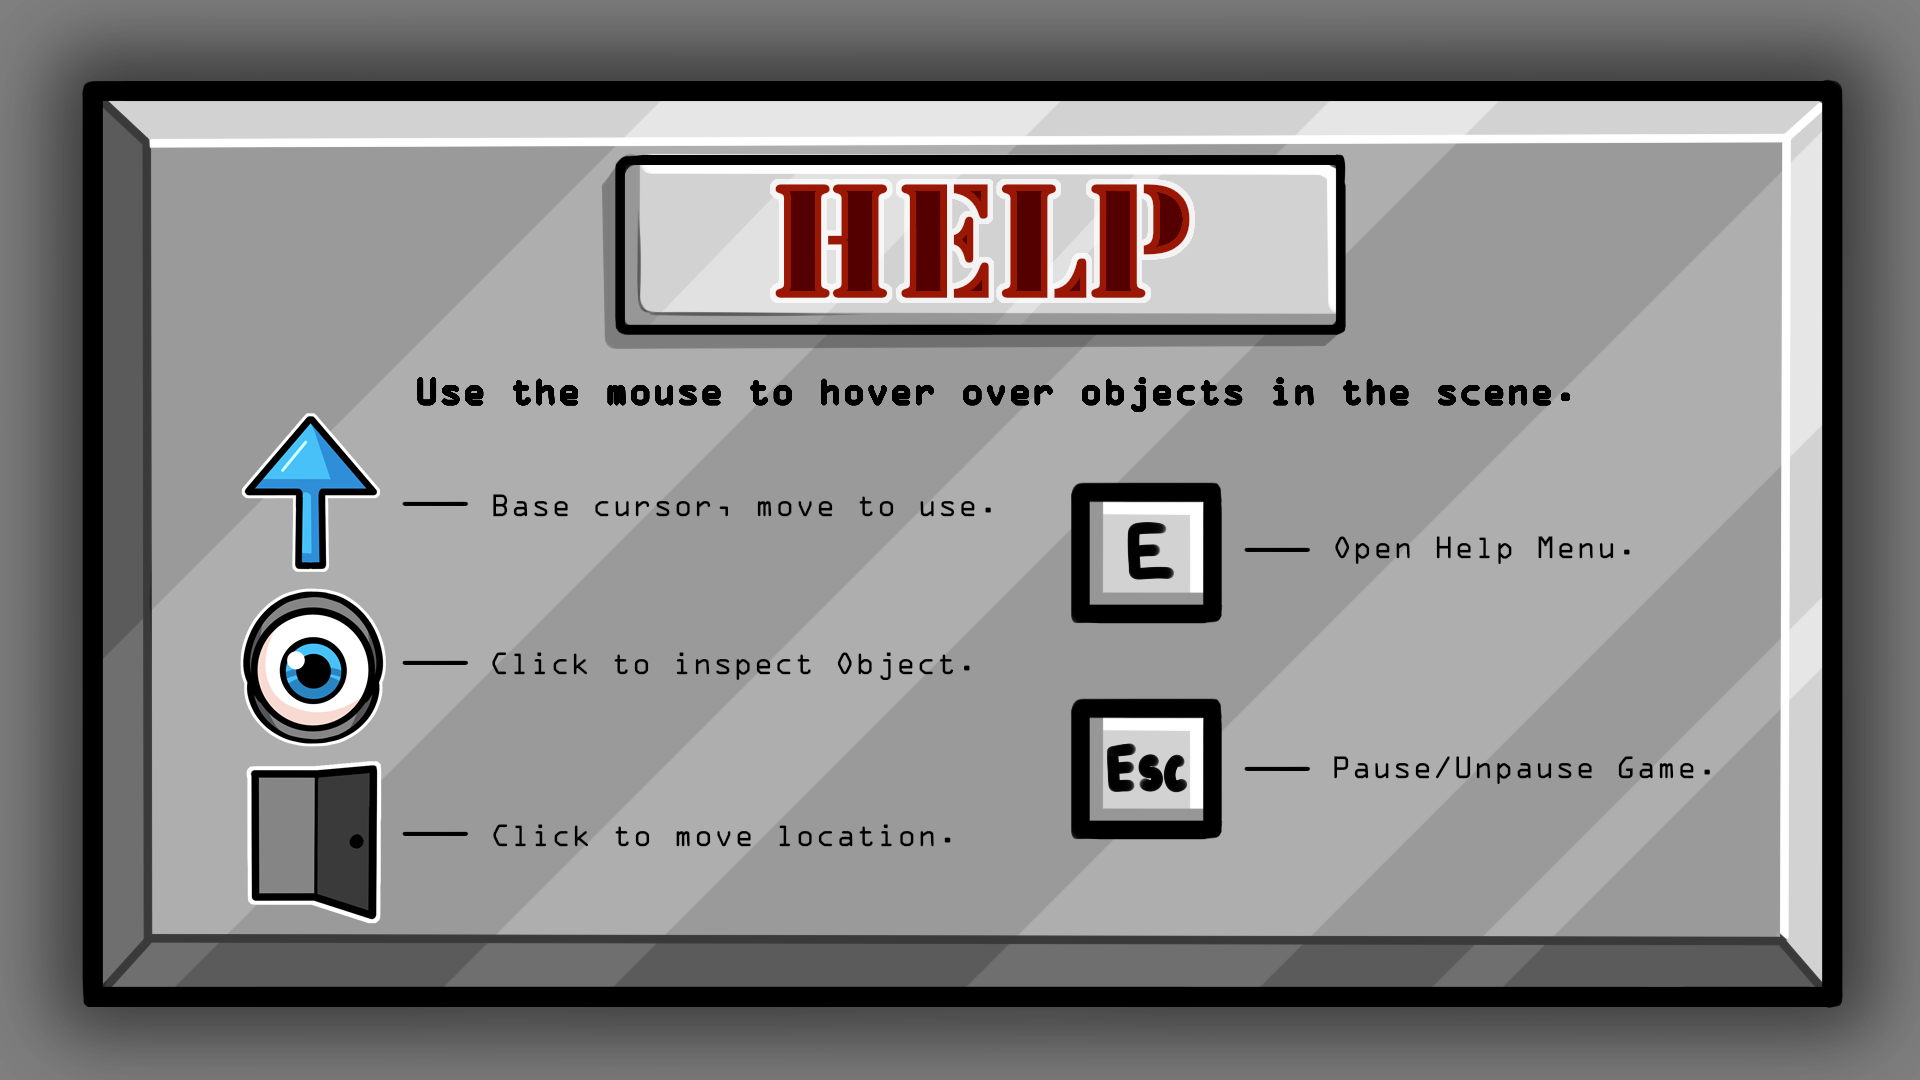 HELP
Use the mouse to hover over objects in the scene.
Base cursor, move to use.
Click to inspect Object.
Click to move location.
E
Open Help Menu.
Esc
Pause/Unpause Game.